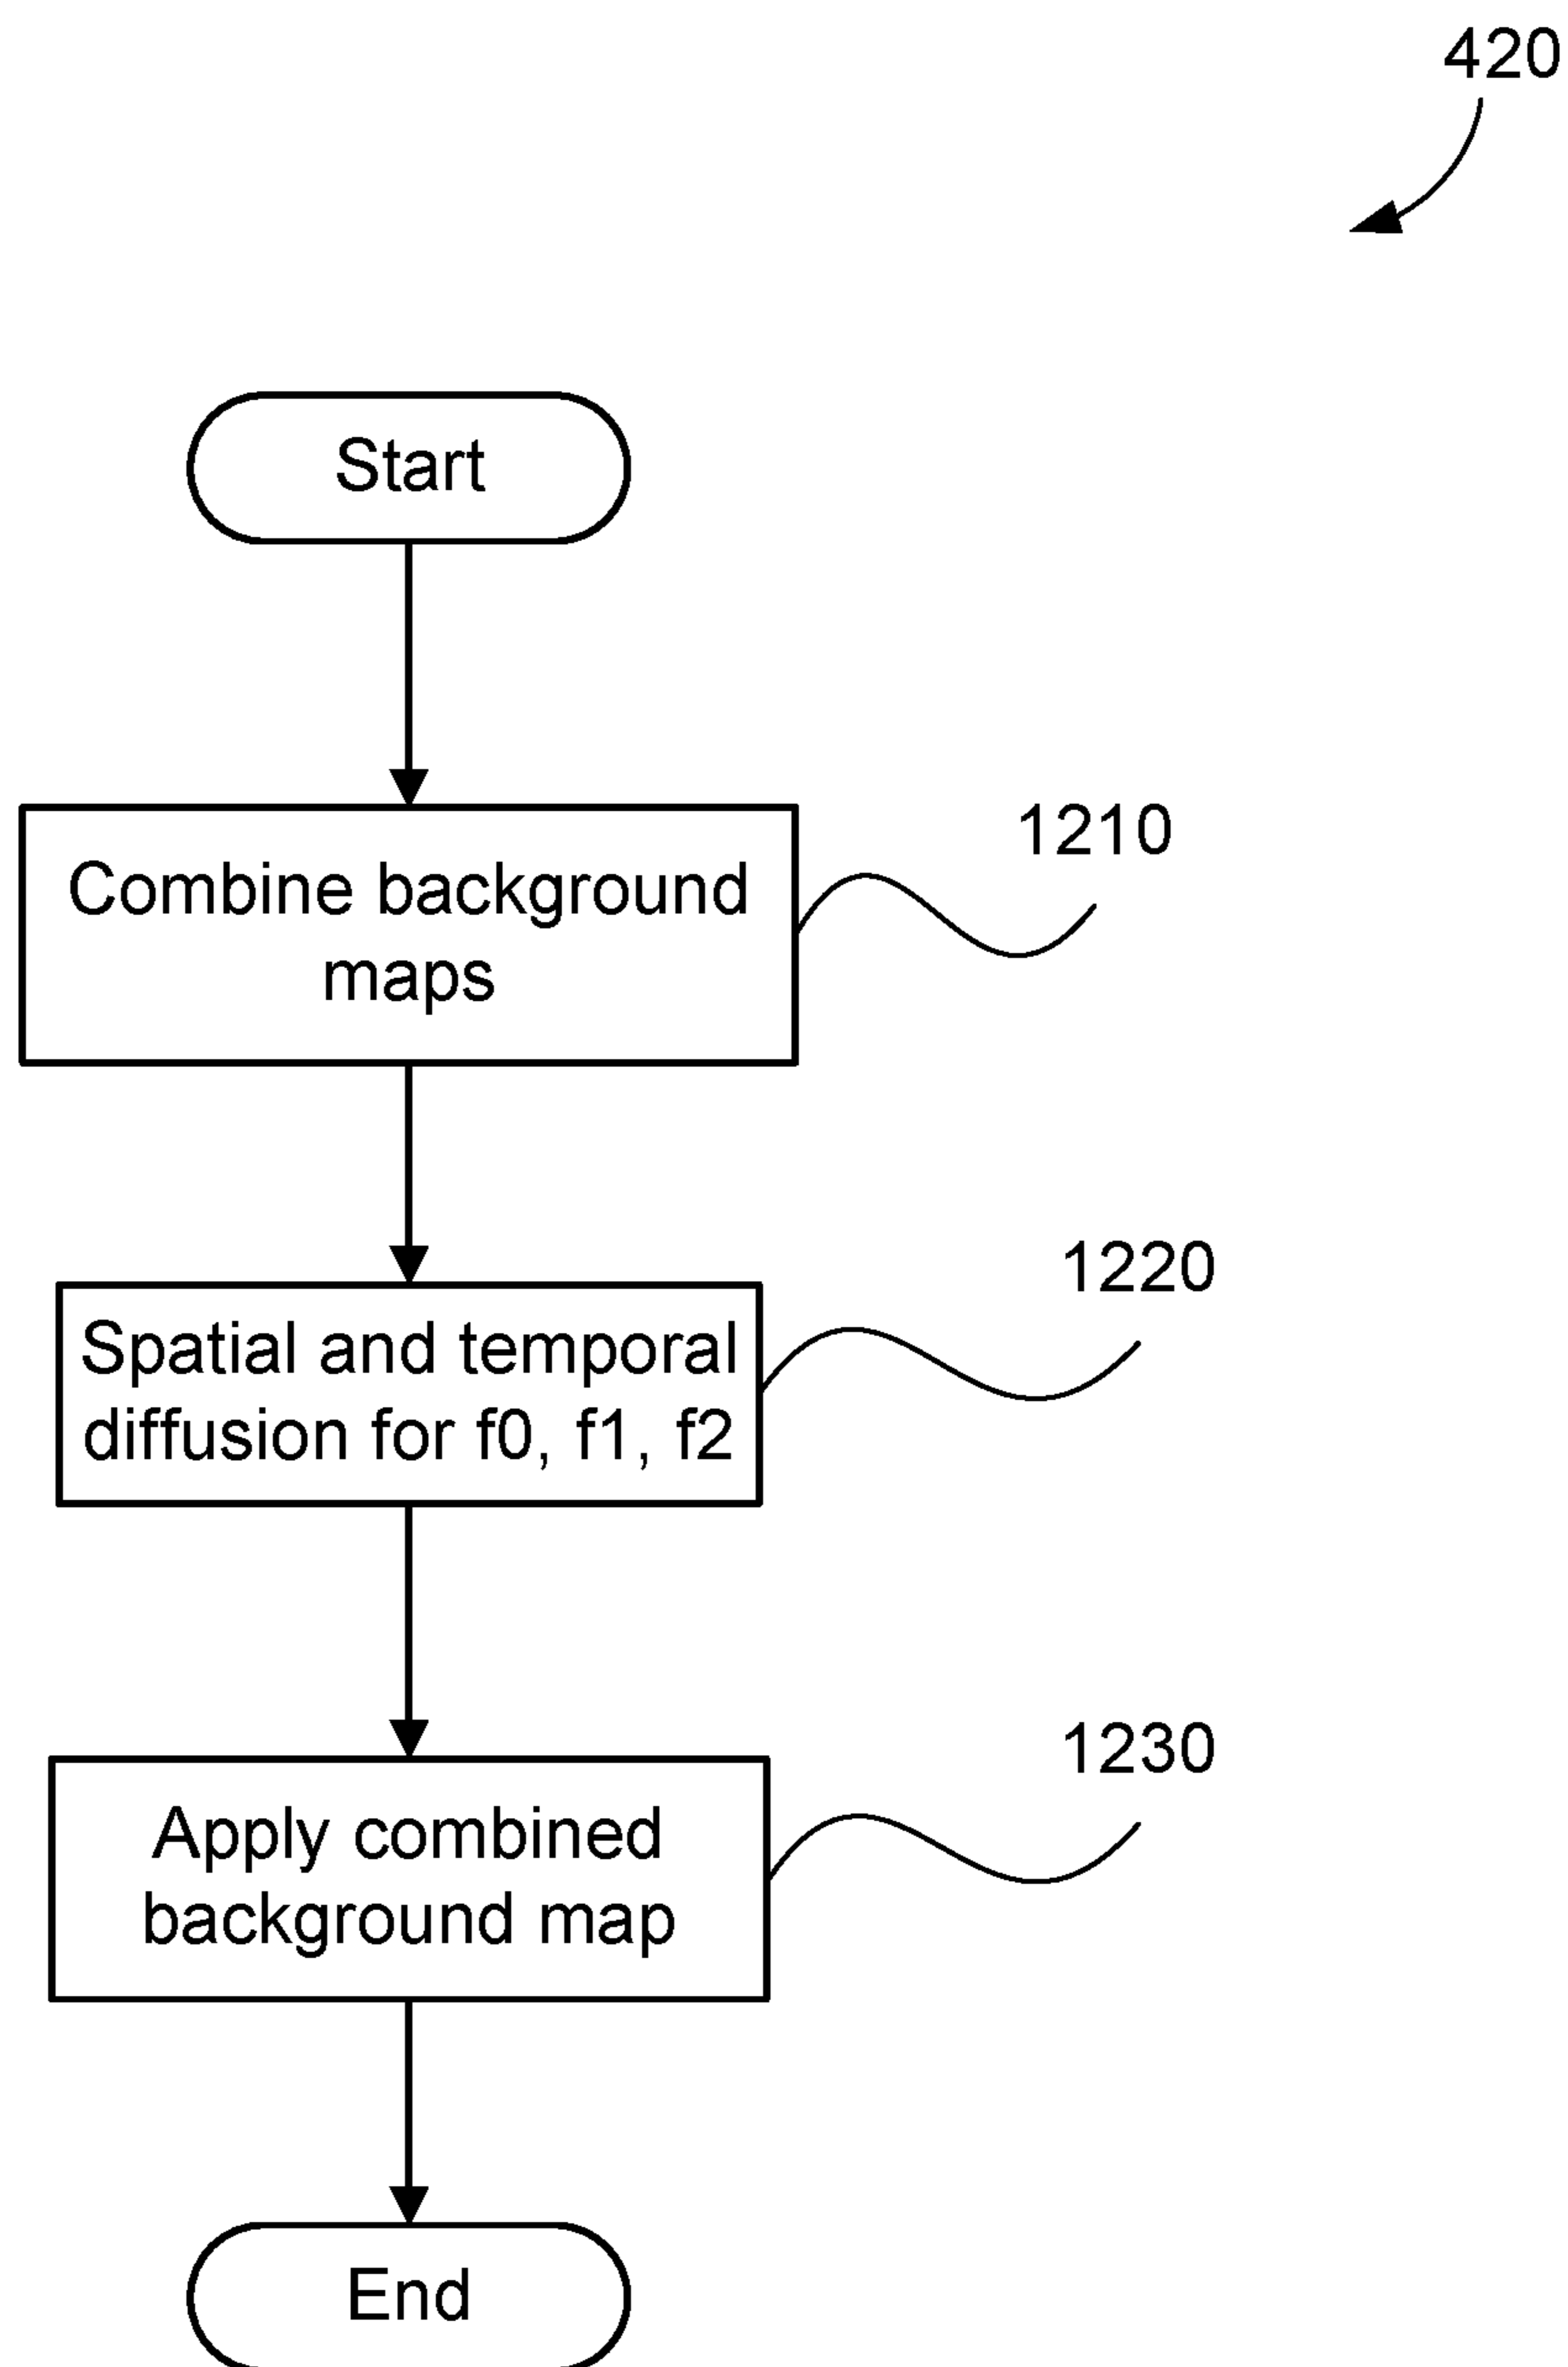 420
Start
1210
Combine background
maps
1220
Spatial and temporal
diffusion for f0, f1, f2
1230
Apply combined
background map
End